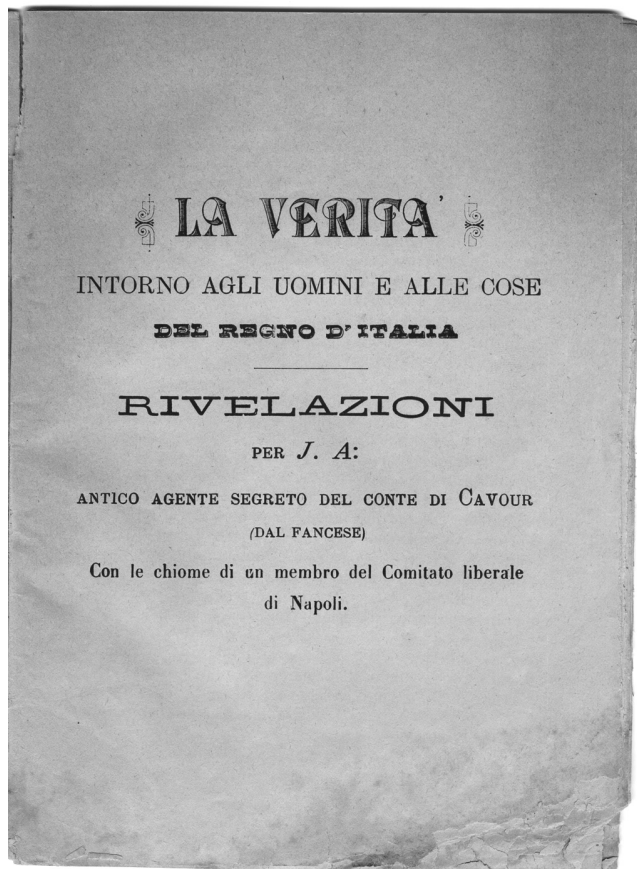 LA VERITA'
INTORNO AGLI UOMINI E ALLE COSE
DEL REGNO D'ITALIA
RIVELAZIONI
PER J. A:
ANTICO AGENTE SEGRETO DEL CONTE DI CAVOUR
(DAL FANCESE)
Con le chiome di un membro del Comitato liberale
di Napoli.